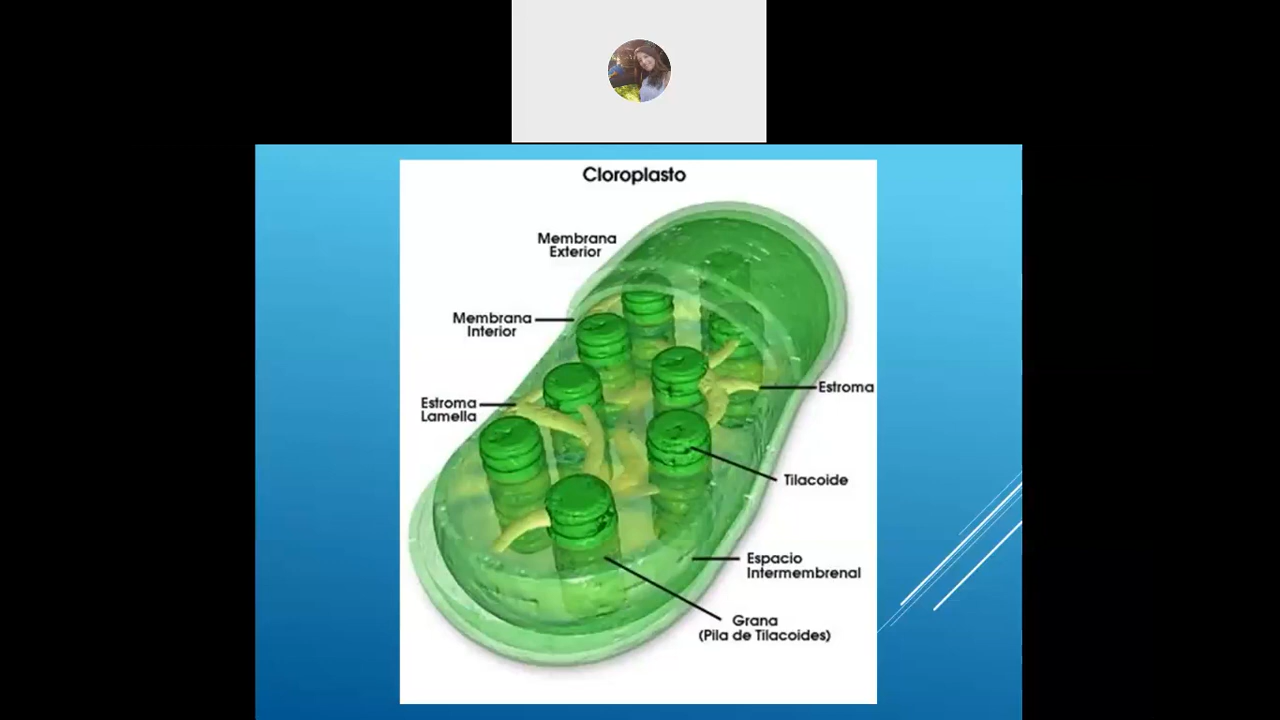 Cloroplasto
Membrana
Exterior
Membrana
Interior
Estroma
Lamella
Estroma
Tilacoide
Espacio
Intermembrenal
Grana
(Pila de Tilacoides)